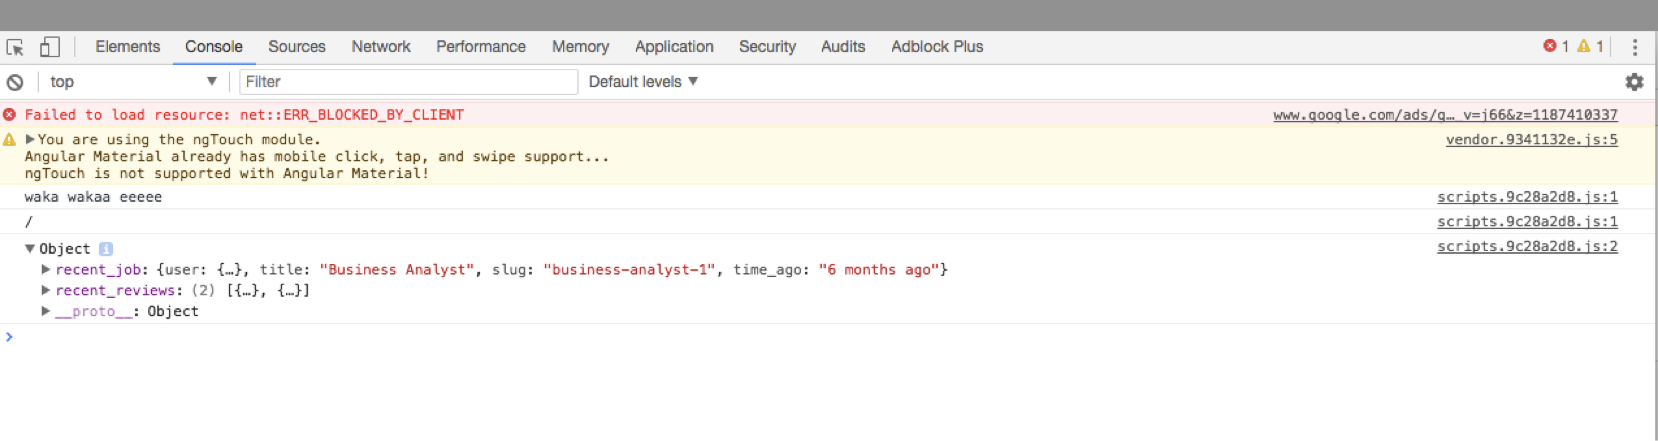 Elements Console Sources Network Performance Memory Application Security Audits Adblock Plus 1 1
top Filter Default levels
Failed to load resource: net::ERR_BLOCKED_BY_CLIENT www.google.com/ads/g…_v=j66&z=1187410337
You are using the ngTouch module. vendor.9341132e.js:5
Angular Material already has mobile click, tap, and swipe support...
ngTouch is not supported with Angular Material!
waka wakaa eeeee scripts.9c28a2d8.js:1
/ scripts.9c28a2d8.js:1
Object i scripts.9c28a2d8.js:2
recent_job: {user: {…}, title: "Business Analyst", slug: "business-analyst-1", time_ago: "6 months ago"}
recent_reviews: (2) [{…}, {…}]
__proto__: Object